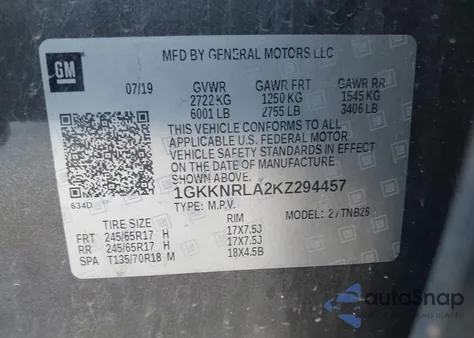 GM
MFD BY GENERAL MOTORS LLC
07/19 GVWR GAWR FRT GAWR RR
2722 KG 1250 KG 1545 KG
6001 LB 2755 LB 3406 LB
THIS VEHICLE CONFORMS TO ALL
APPLICABLE U.S. FEDERAL MOTOR
VEHICLE SAFETY STANDARDS IN EFFECT
ON THE DATE OF MANUFACTURE
SHOWN ABOVE.
634D
1GKKNRLA2KZ294457
TYPE: M.P.V. MODEL: 2/TNB26
TIRE SIZE RIM
FRT 245/65R17 H 17X7.5J
RR 245/65R17 H 17X7.5J
SPA T135/70R18 M 18X4.5B
autoSnap